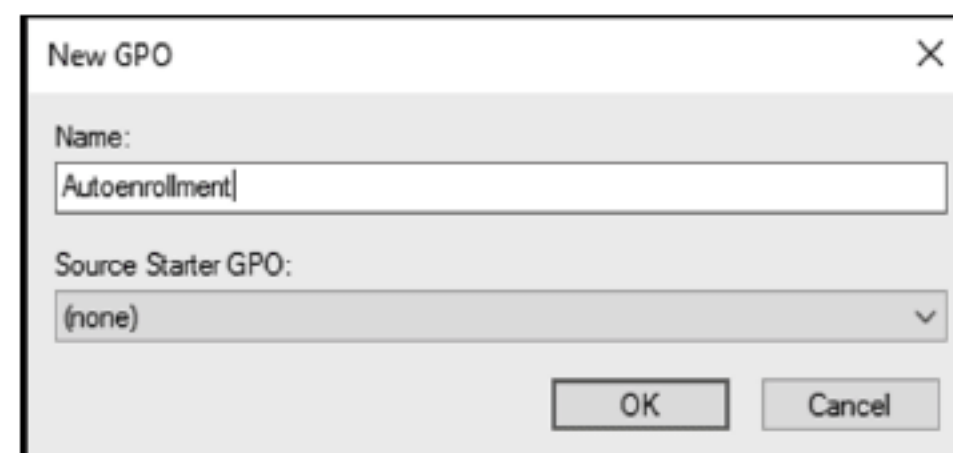 New GPO
Name:
Autoenrollment
Source Starter GPO:
(none)
OK Cancel